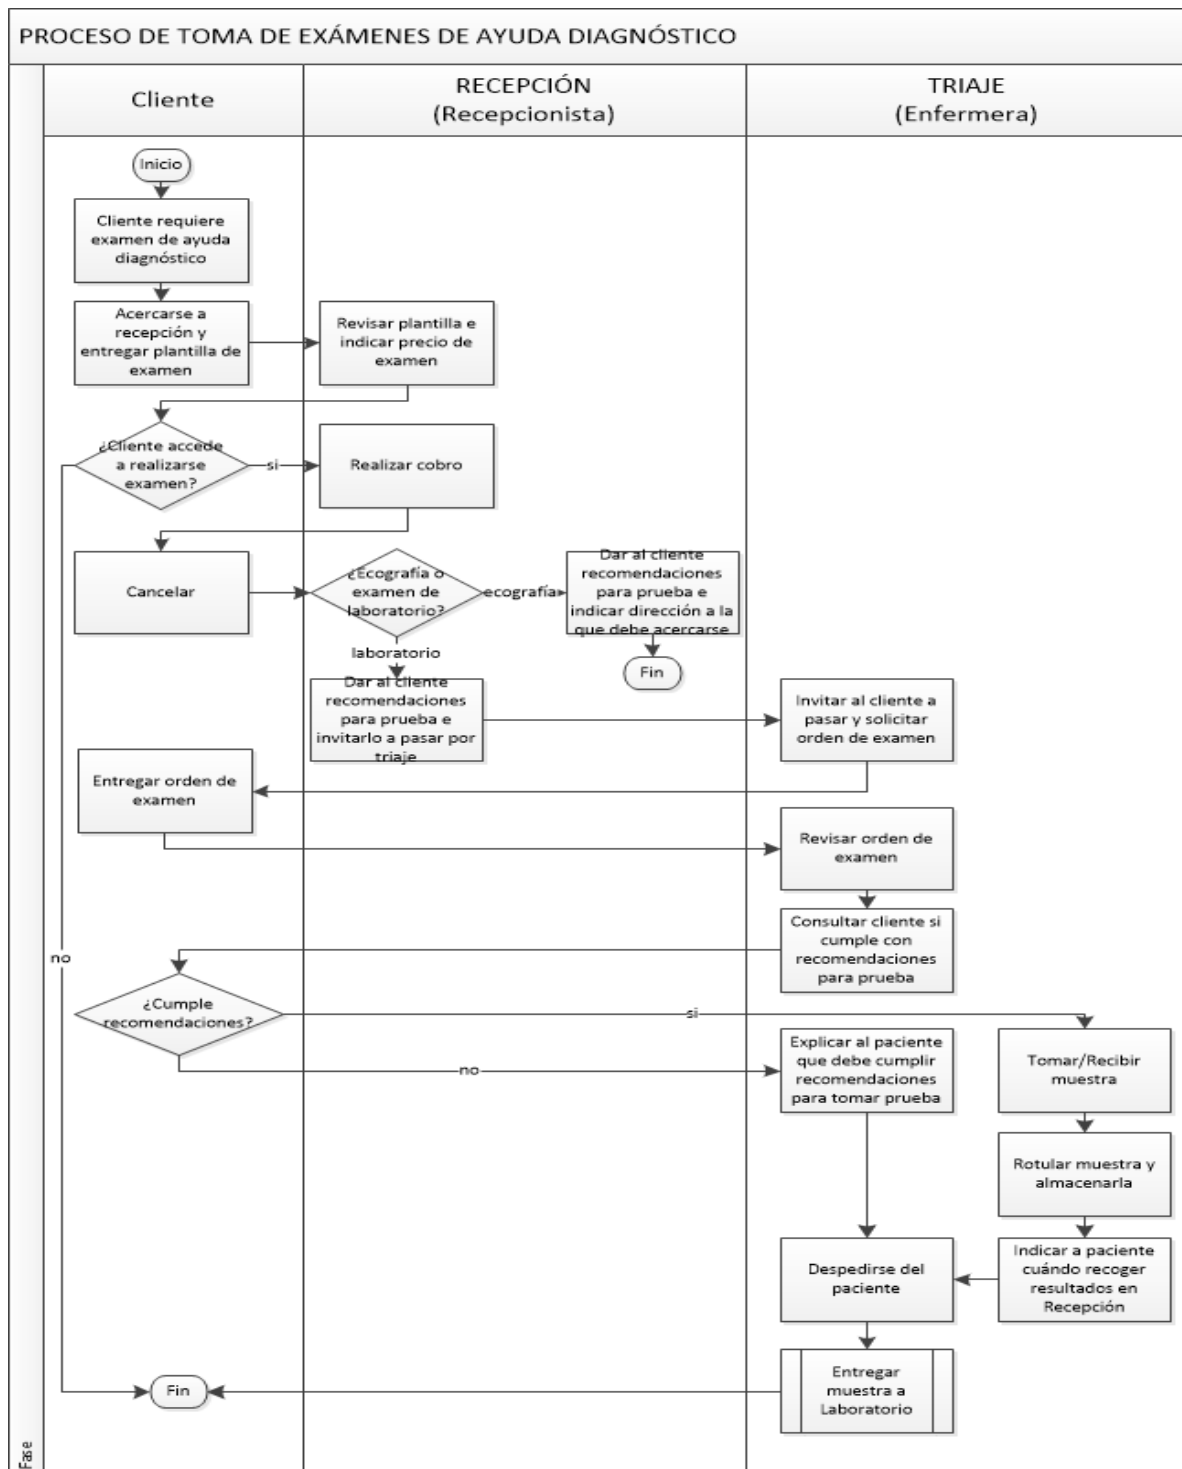 PROCESO DE TOMA DE EXÁMENES DE AYUDA DIAGNÓSTICO
Cliente
RECEPCIÓN
(Recepcionista)
TRIAJE
(Enfermera)
Inicio
Cliente requiere
examen de ayuda
diagnóstico
Acercarse a
recepción y
entregar plantilla de
examen
Revisar plantilla e
indicar precio de
examen
¿Cliente accede
a realizarse
examen?
si
Realizar cobro
Cancelar
¿Ecografía o
examen de
laboratorio?
ecografía
Dar al cliente
recomendaciones
para prueba e
indicar dirección a la
que debe acercarse
Fin
laboratorio
Dar al cliente
recomendaciones
para prueba e
invitarlo a pasar por
triaje
Invitar al cliente a
pasar y solicitar
orden de examen
Entregar orden de
examen
Revisar orden de
examen
Consultar cliente si
cumple con
recomendaciones
para prueba
no
¿Cumple
recomendaciones?
si
no
Explicar al paciente
que debe cumplir
recomendaciones
para tomar prueba
Tomar/Recibir
muestra
Rotular muestra y
almacenarla
Indicar a paciente
cuándo recoger
resultados en
Recepción
Despedirse del
paciente
Entregar
muestra a
Laboratorio
Fin
Fase